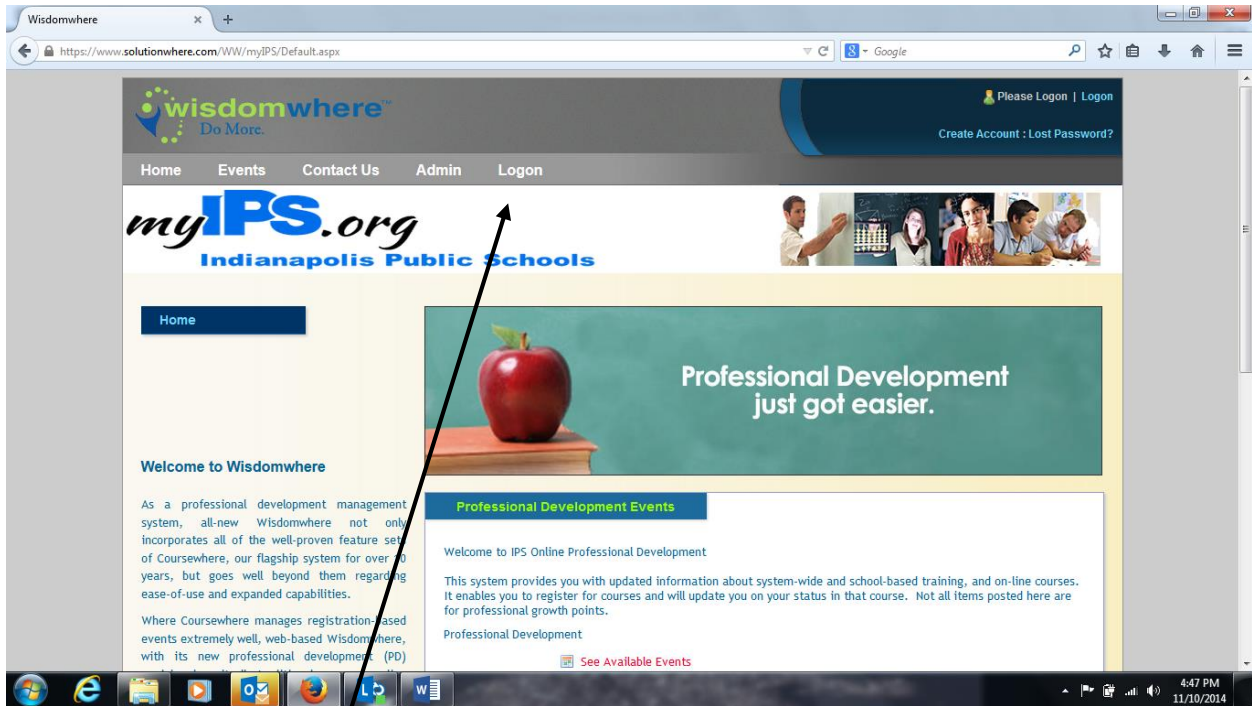 Wisdomwhere
https://www.solutionwhere.com/WW/myIPS/Default.aspx
Google
wisdomwhere™
Do More.
Please Logon | Logon
Create Account : Lost Password?
Home Events Contact Us Admin Logon
myIPS.org
Indianapolis Public Schools
Home
Professional Development
just got easier.
Welcome to Wisdomwhere
As a professional development management
system, all-new Wisdomwhere not only
incorporates all of the well-proven feature set
of Coursewhere, our flagship system for over
years, but goes well beyond them regarding
ease-of-use and expanded capabilities.
Where Coursewhere manages registration-based
events extremely well, web-based Wisdomwhere,
with its new professional development (PD)
Professional Development Events
Welcome to IPS Online Professional Development
This system provides you with updated information about system-wide and school-based training, and on-line courses.
It enables you to register for courses and will update you on your status in that course. Not all items posted here are
for professional growth points.
Professional Development
See Available Events
4:47 PM
11/10/2014